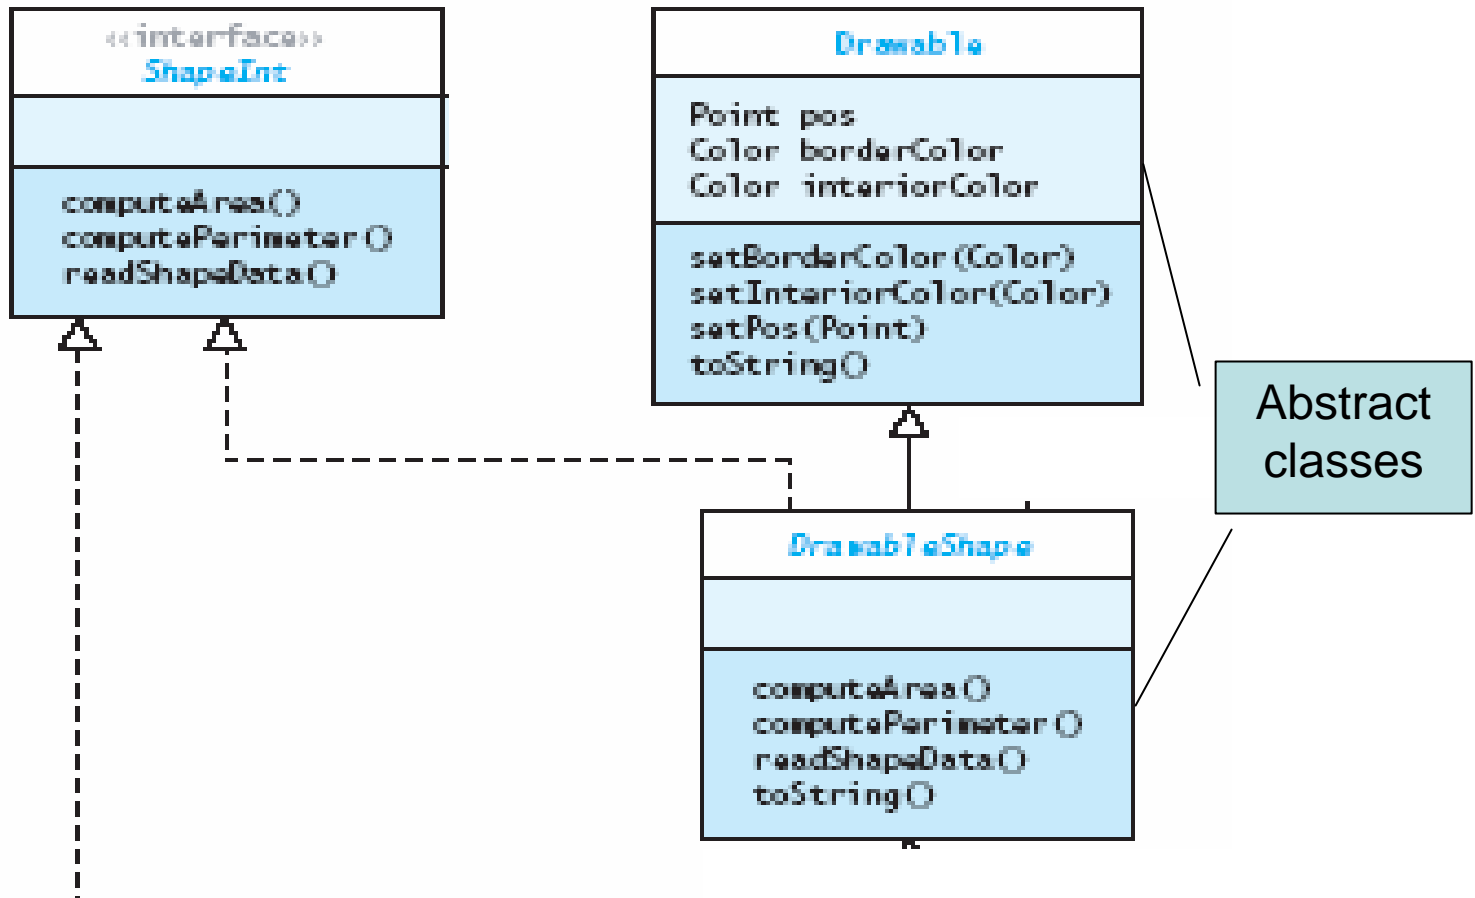 «interface»
ShapeInt
computeArea()
computePerimeter()
readShapeData()
Drawable
Point pos
Color borderColor
Color interiorColor
setBorderColor(Color)
setInteriorColor(Color)
setPos(Point)
toString()
Abstract
classes
DrawableShape
computeArea()
computePerimeter()
readShapeData()
toString()